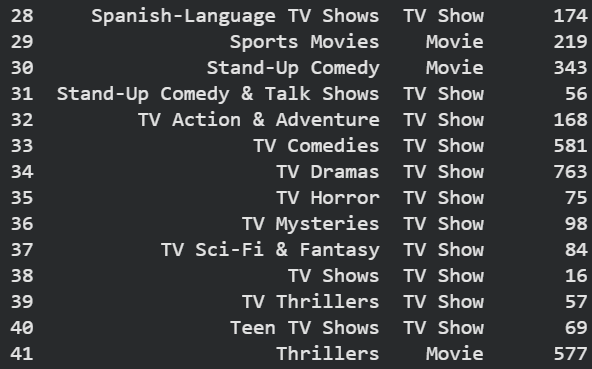 28 Spanish-Language TV Shows TV Show 174
29 Sports Movies Movie 219
30 Stand-Up Comedy Movie 343
31 Stand-Up Comedy & Talk Shows TV Show 56
32 TV Action & Adventure TV Show 168
33 TV Comedies TV Show 581
34 TV Dramas TV Show 763
35 TV Horror TV Show 75
36 TV Mysteries TV Show 98
37 TV Sci-Fi & Fantasy TV Show 84
38 TV Shows TV Show 16
39 TV Thrillers TV Show 57
40 Teen TV Shows TV Show 69
41 Thrillers Movie 577